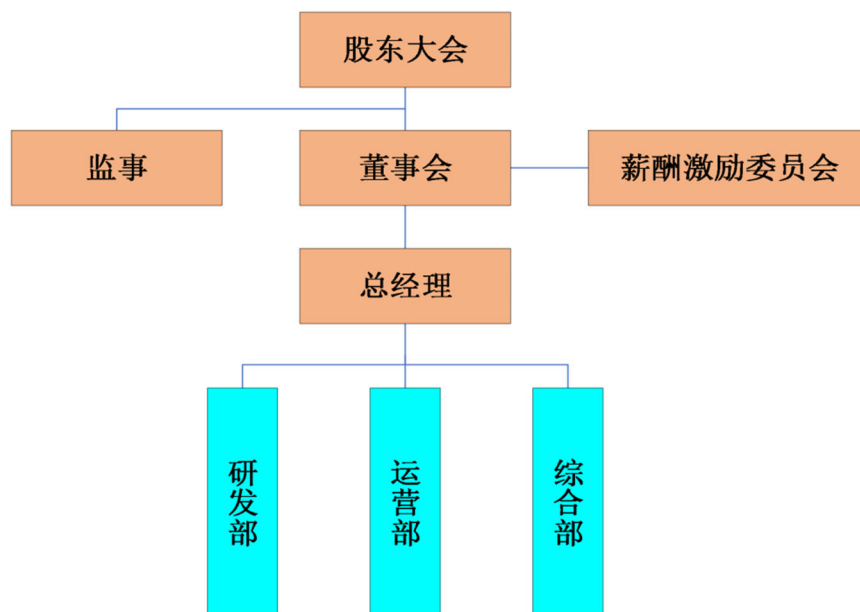 股东大会
监事
董事会
薪酬激励委员会
总经理
研发部
运营部
综合部